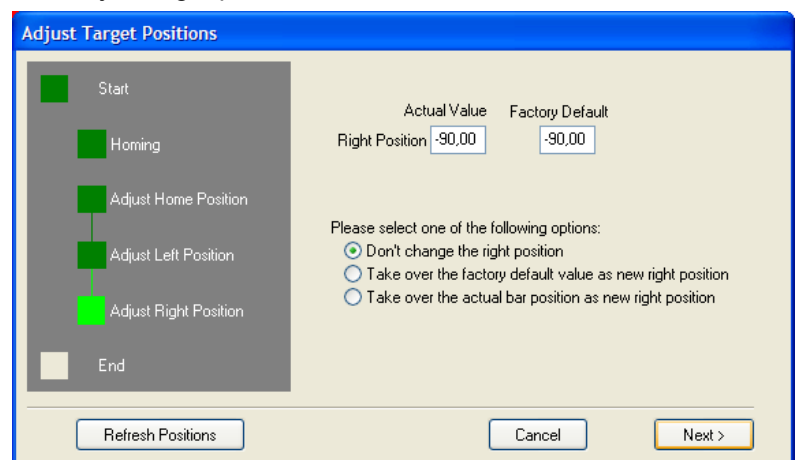 Adjust Target Positions
Start
Homing
Adjust Home Position
Adjust Left Position
Adjust Right Position
End
Actual Value Factory Default
Right Position -90,00 -90,00
Please select one of the following options:
Don't change the right position
Take over the factory default value as new right position
Take over the actual bar position as new right position
Refresh Positions Cancel Next >